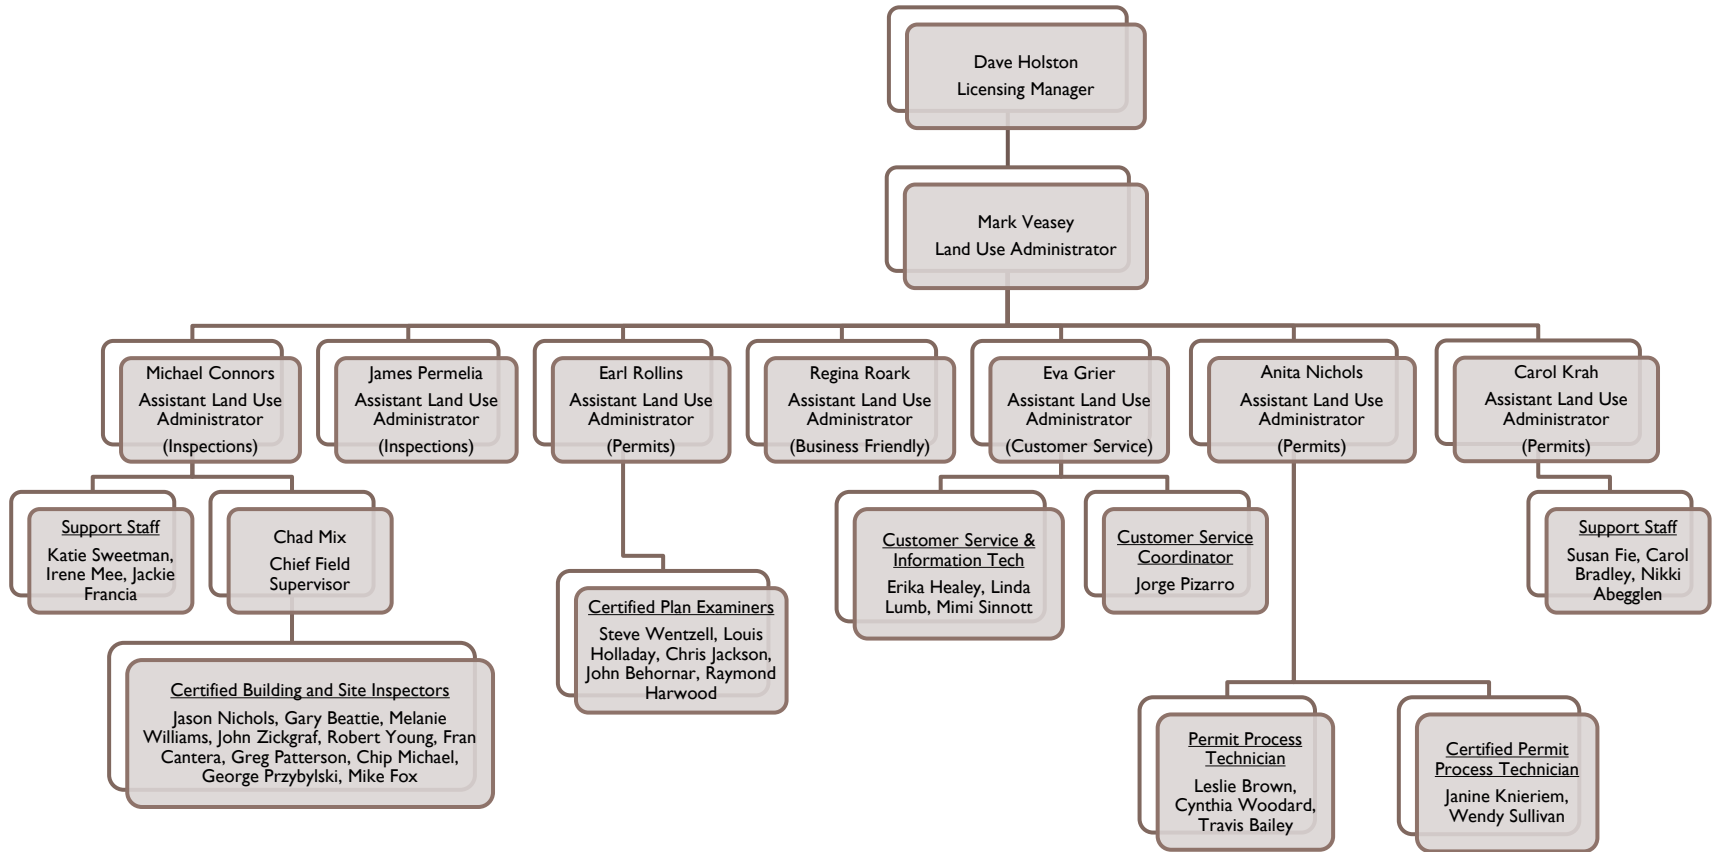 Dave Holston
Licensing Manager
Mark Veasey
Land Use Administrator
Michael Connors
Assistant Land Use
Administrator
(Inspections)
James Permelia
Assistant Land Use
Administrator
(Inspections)
Earl Rollins
Assistant Land Use
Administrator
(Permits)
Regina Roark
Assistant Land Use
Administrator
(Business Friendly)
Eva Grier
Assistant Land Use
Administrator
(Customer Service)
Anita Nichols
Assistant Land Use
Administrator
(Permits)
Carol Krah
Assistant Land Use
Administrator
(Permits)
Support Staff
Katie Sweetman,
Irene Mee, Jackie
Francia
Chad Mix
Chief Field
Supervisor
Certified Building and Site Inspectors
Jason Nichols, Gary Beattie, Melanie
Williams, John Zickgraf, Robert Young, Fran
Cantera, Greg Patterson, Chip Michael,
George Przybylski, Mike Fox
Certified Plan Examiners
Steve Wentzell, Louis
Holladay, Chris Jackson,
John Behornar, Raymond
Harwood
Customer Service &
Information Tech
Erika Healey, Linda
Lumb, Mimi Sinnott
Customer Service
Coordinator
Jorge Pizarro
Permit Process
Technician
Leslie Brown,
Cynthia Woodard,
Travis Bailey
Certified Permit
Process Technician
Janine Knieriem,
Wendy Sullivan
Support Staff
Susan Fie, Carol
Bradley, Nikki
Abegglen